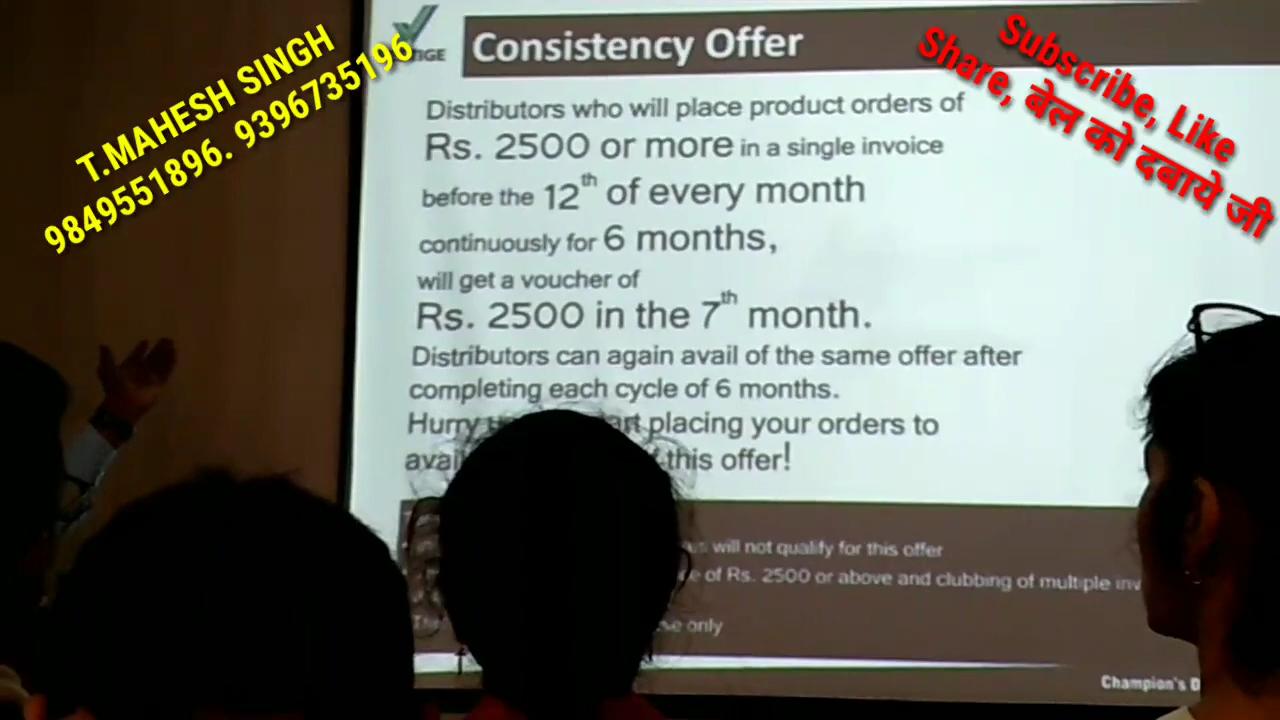 T.MAHESH SINGH
9849551896. 9396735196
Subscribe, Like
Share, बेल को दबाये जी
Consistency Offer
Distributors who will place product orders of
Rs. 2500 or more in a single invoice
before the 12th of every month
continuously for 6 months,
will get a voucher of
Rs. 2500 in the 7th month.
Distributors can again avail of the same offer after
completing each cycle of 6 months.
Hurry placing your orders to
this offer!
will not qualify for this offer
of Rs. 2500 or above and clubbing of multiple
only
Champion's